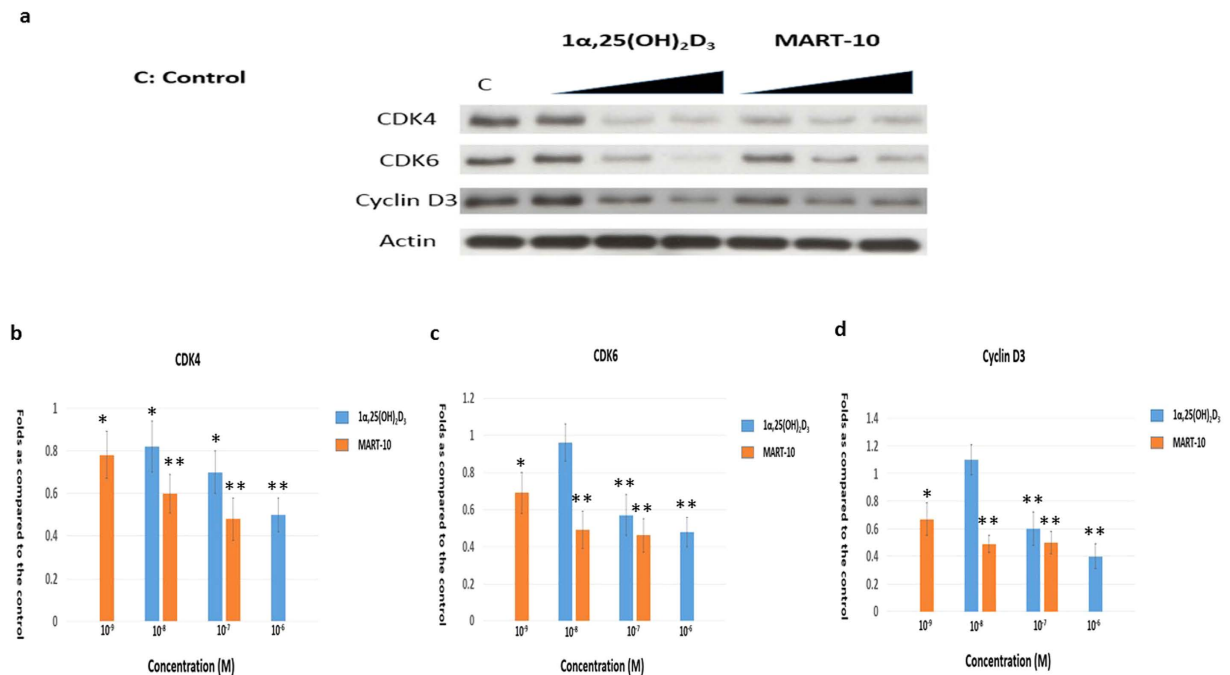 a
1α,25(OH)₂D₃ MART-10
C: Control
C
CDK4
CDK6
Cyclin D3
Actin
b
CDK4
Folds as compared to the control
1
0.8
0.6
0.4
0.2
0
* * ** * ** **
10⁻⁹ 10⁻⁸ 10⁻⁷ 10⁻⁶
Concentration (M)
1α,25(OH)₂D₃
MART-10
c
CDK6
Folds as compared to the control
1.2
1
0.8
0.6
0.4
0.2
0
* ** ** ** **
10⁻⁹ 10⁻⁸ 10⁻⁷ 10⁻⁶
Concentration (M)
1α,25(OH)₂D₃
MART-10
d
Cyclin D3
Folds as compared to the control
1.4
1.2
1
0.8
0.6
0.4
0.2
0
* ** ** ** **
10⁻⁹ 10⁻⁸ 10⁻⁷ 10⁻⁶
Concentration (M)
1α,25(OH)₂D₃
MART-10